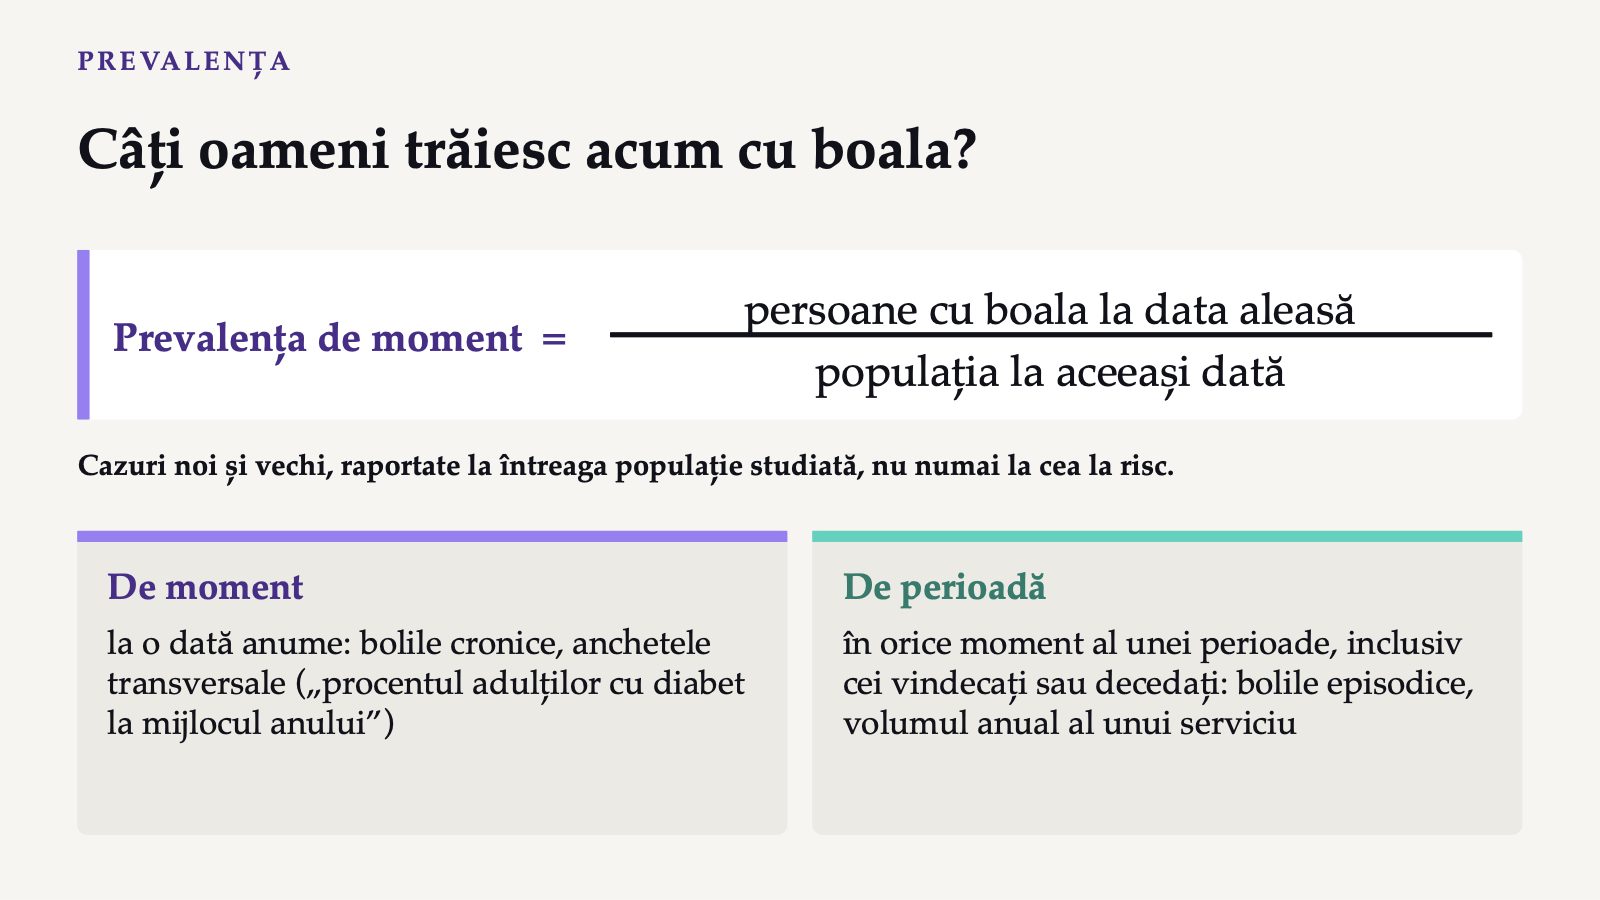 PREVALENȚA
Câți oameni trăiesc acum cu boala?
Prevalența de moment =
persoane cu boala la data aleasă
populația la aceeași dată
Cazuri noi și vechi, raportate la întreaga populație studiată, nu numai la cea la risc.
De moment
la o dată anume: bolile cronice, anchetele
transversale („procentul adulților cu diabet
la mijlocul anului”)
De perioadă
în orice moment al unei perioade, inclusiv
cei vindecați sau decedați: bolile episodice,
volumul anual al unui serviciu